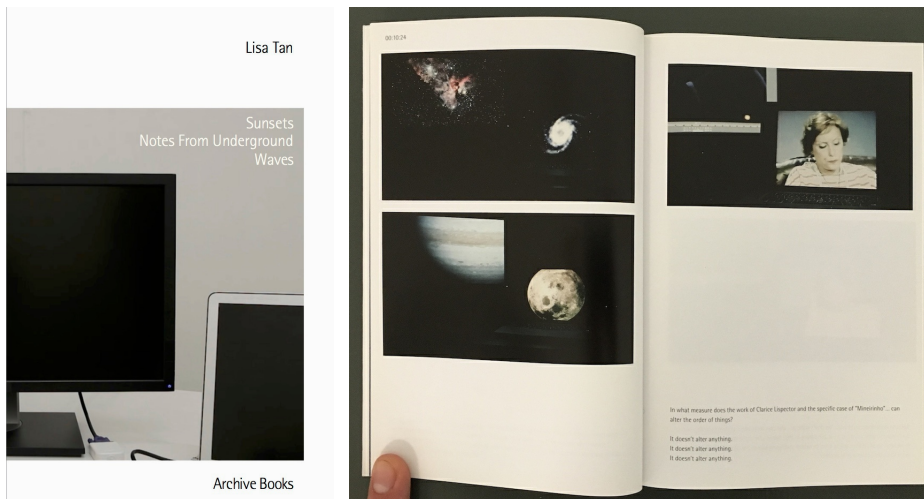 Lisa Tan
Sunsets
Notes From Underground
Waves
Archive Books
00:10:24
In what measure does the work of Clarice Lispector and the specific case of "Mineirinho"... can
alter the order of things?
It doesn't alter anything.
It doesn't alter anything.
It doesn't alter anything.